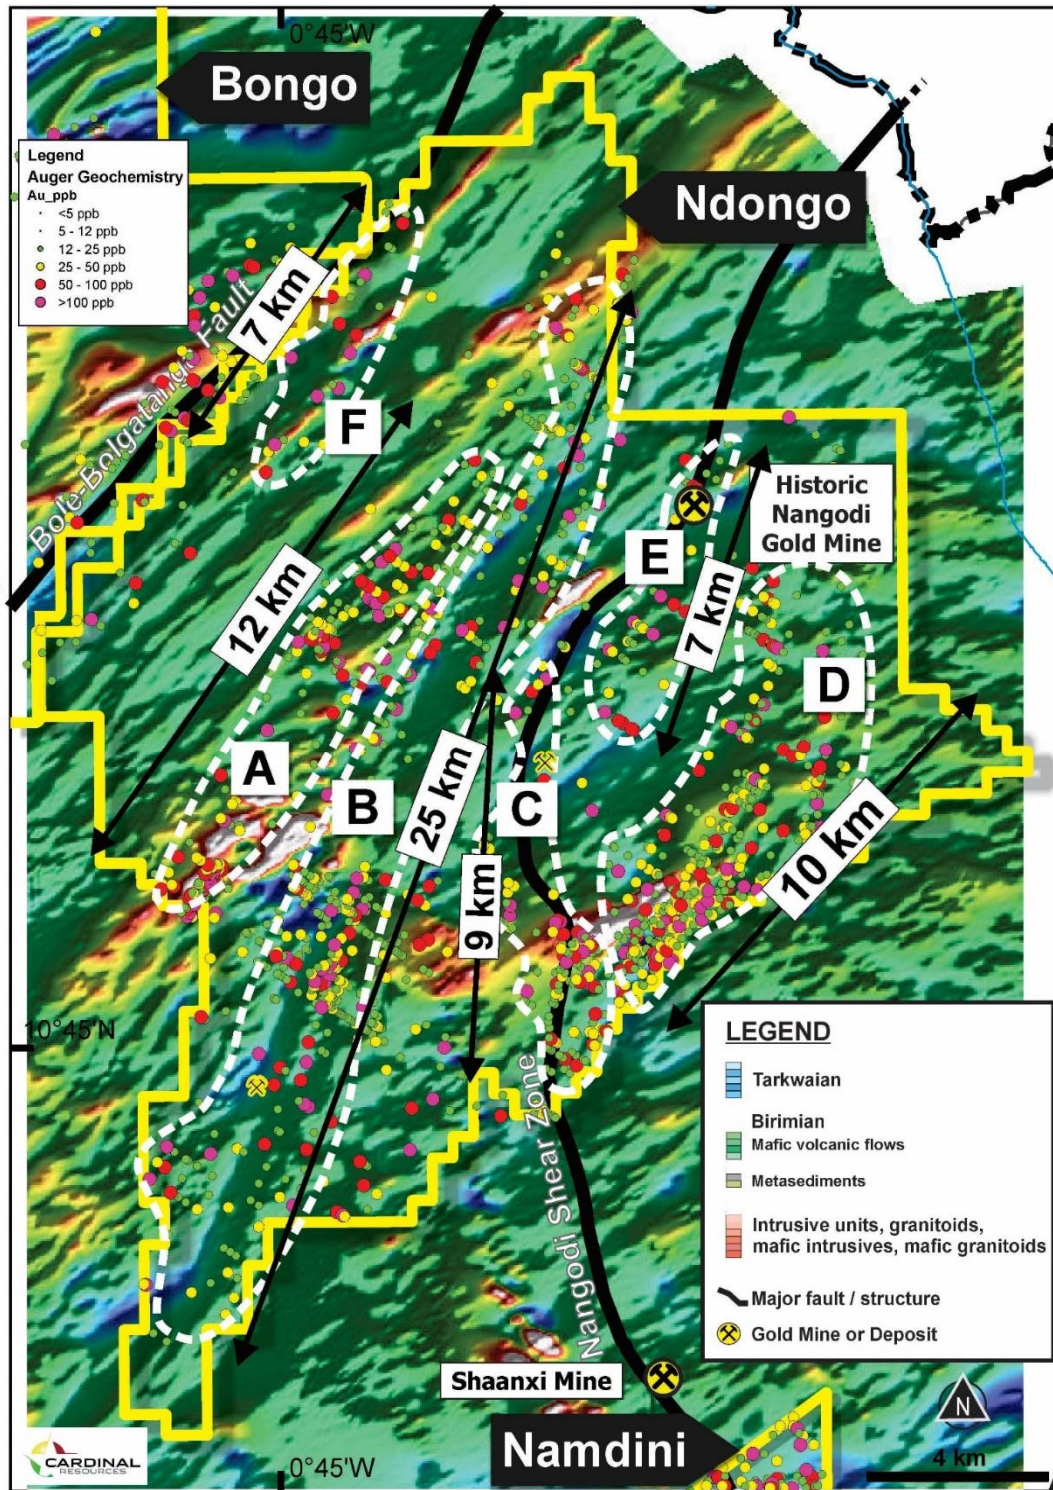 0°45'W
Bongo
Legend
Auger Geochemistry
Au_ppb
<5 ppb
5 - 12 ppb
12 - 25 ppb
25 - 50 ppb
50 - 100 ppb
>100 ppb
Ndongo
7 km
Bole-Bolgatanga Fault
F
Historic
Nangodi
Gold Mine
E
12 km
7 km
D
A
B
25 km
C
9 km
10 km
10°45'N
Nangodi Shear Zone
LEGEND
Tarkwaian
Birimian
Mafic volcanic flows
Metasediments
Intrusive units, granitoids,
mafic intrusives, mafic granitoids
Major fault / structure
Gold Mine or Deposit
Shaanxi Mine
N
Namdini
4 km
CARDINAL
RESOURCES
0°45'W